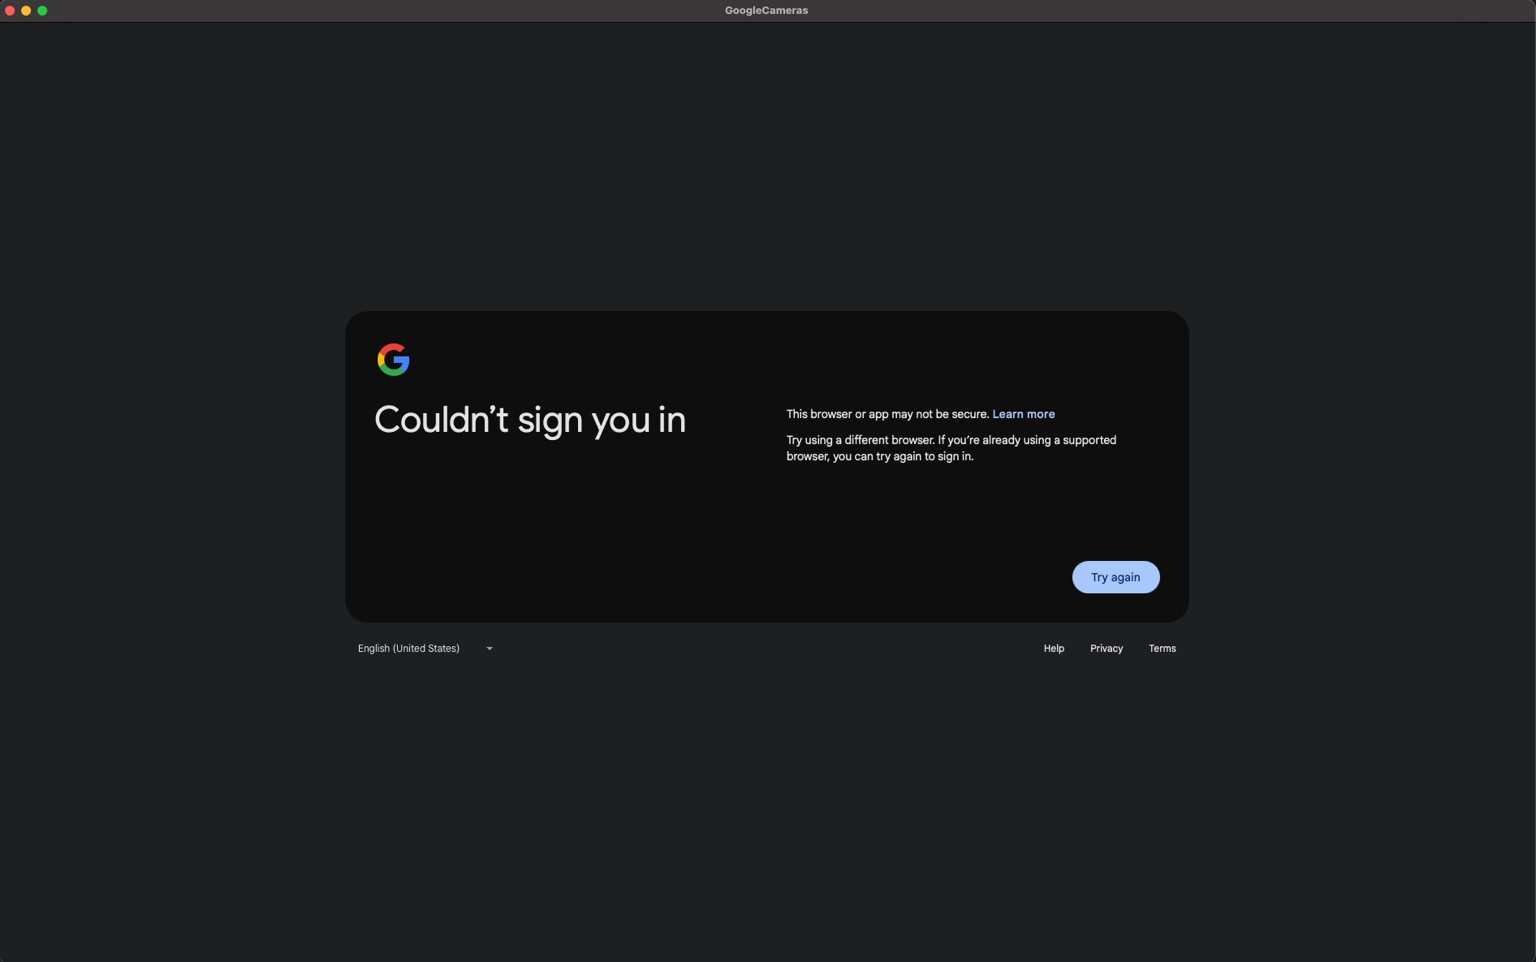 GoogleCameras
Couldn’t sign you in
This browser or app may not be secure. Learn more
Try using a different browser. If you’re already using a supported
browser, you can try again to sign in.
Try again
English (United States)
Help Privacy Terms